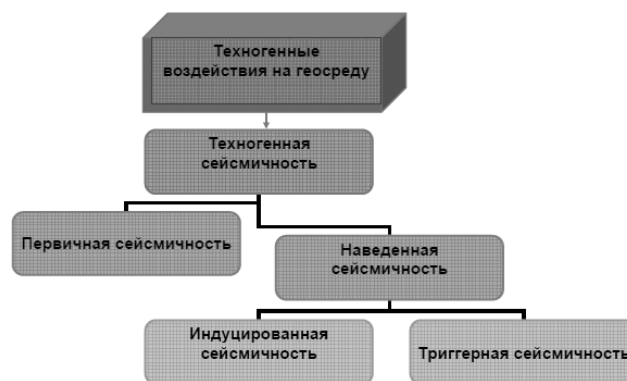 Техногенные
воздействия на геосреду
Техногенная
сейсмичность
Первичная сейсмичность
Наведенная
сейсмичность
Индуцированная
сейсмичность
Триггерная сейсмичность